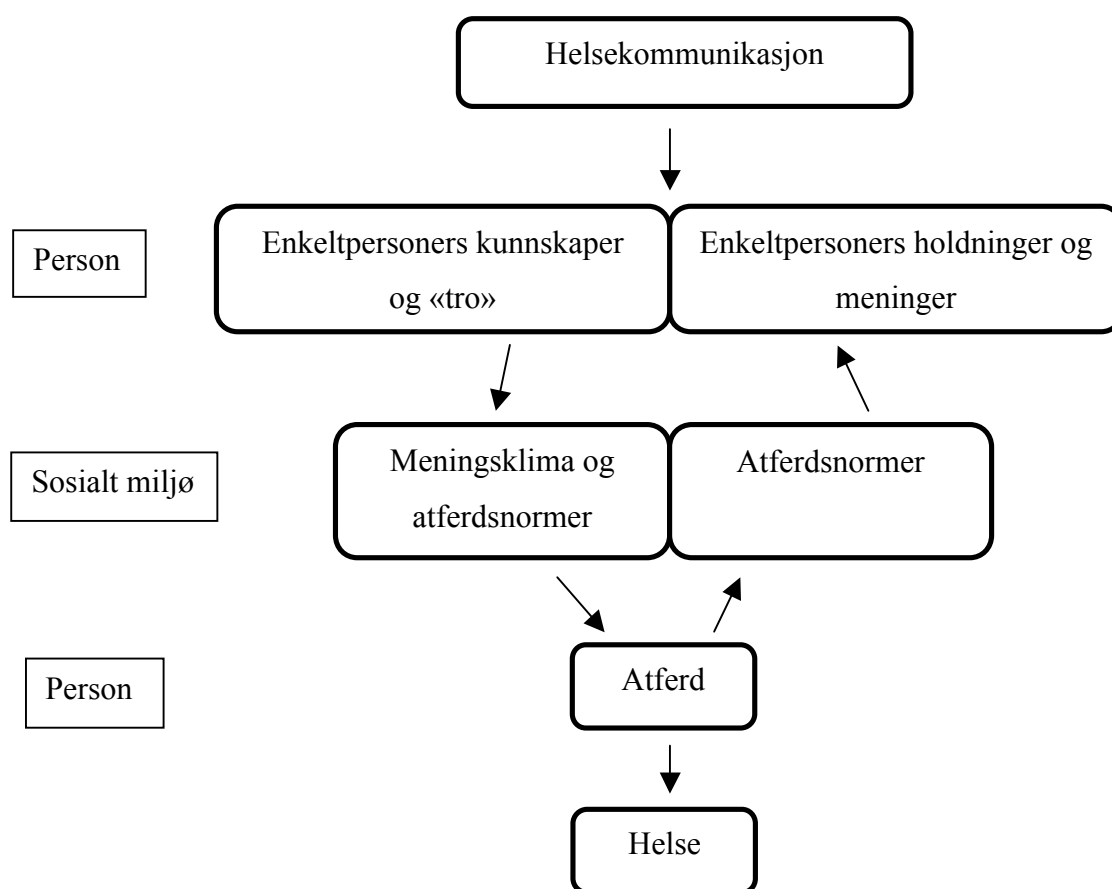 Helsekommunikasjon
Person
Enkeltpersoners kunnskaper
og «tro»
Enkeltpersoners holdninger og
meninger
Sosialt miljø
Meningsklima og
atferdsnormer
Atferdsnormer
Person
Atferd
Helse